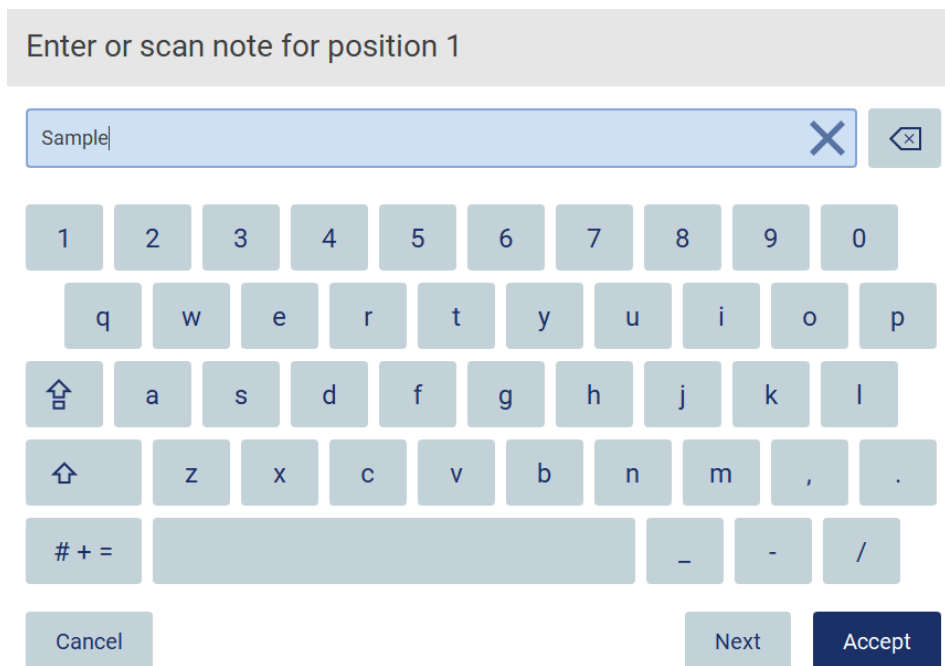 Enter or scan note for position 1
Sample
1 2 3 4 5 6 7 8 9 0
q w e r t y u i o p
a s d f g h j k l
z x c v b n m , .
# + = _ - /
Cancel Next Accept